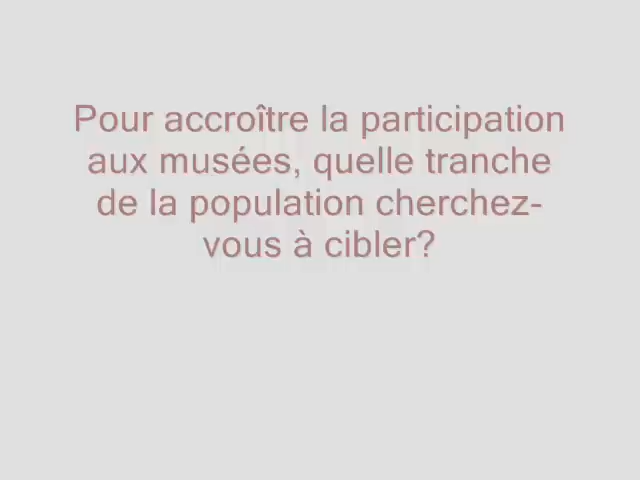 Pour accroître la participation
aux musées, quelle tranche
de la population cherchez-
vous à cibler?